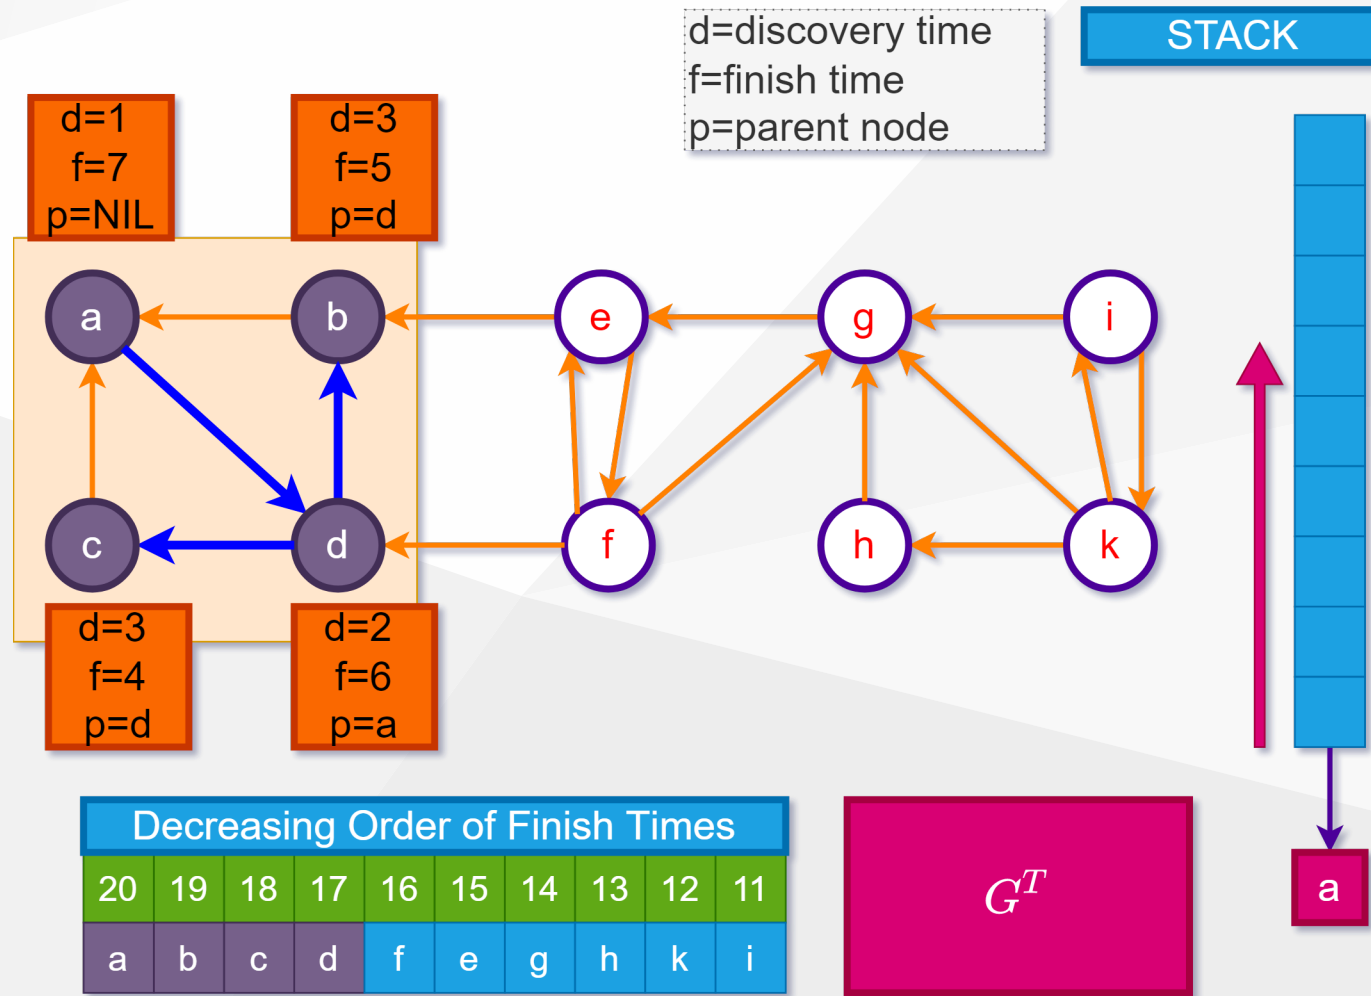 d=discovery time
f=finish time
p=parent node
STACK
d=1
f=7
p=NIL
d=3
f=5
p=d
a
b
e
g
i
c
d
f
h
k
d=3
f=4
p=d
d=2
f=6
p=a
Decreasing Order of Finish Times
20 19 18 17 16 15 14 13 12 11
a b c d f e g h k i
G^T
a